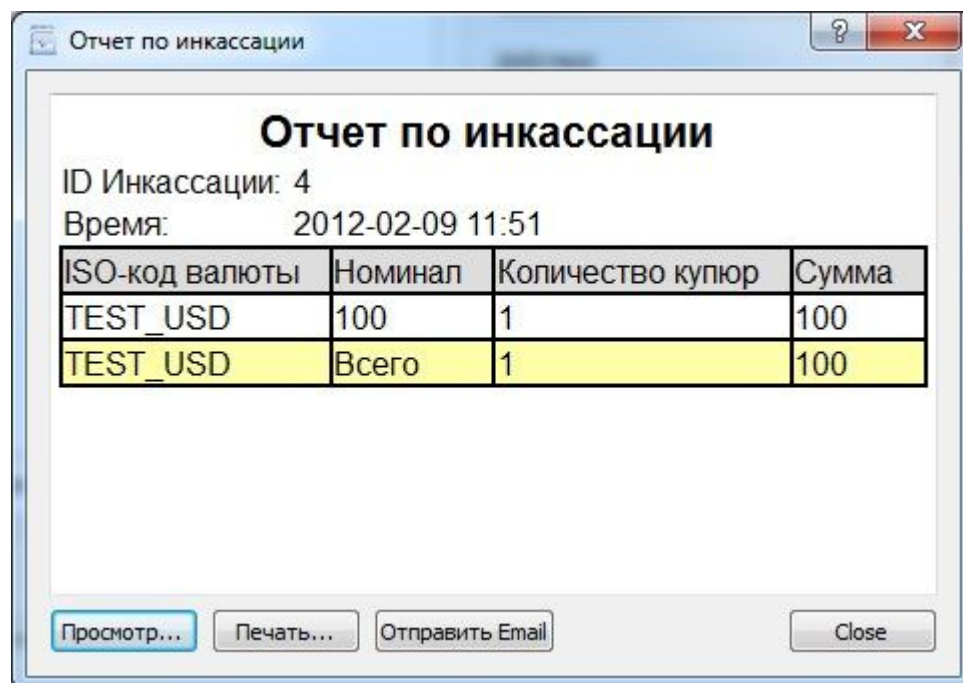 Отчет по инкассации
Отчет по инкассации
ID Инкассации: 4
Время: 2012-02-09 11:51
ISO-код валюты Номинал Количество купюр Сумма
TEST_USD 100 1 100
TEST_USD Всего 1 100
Просмотр... Печать... Отправить Email Close